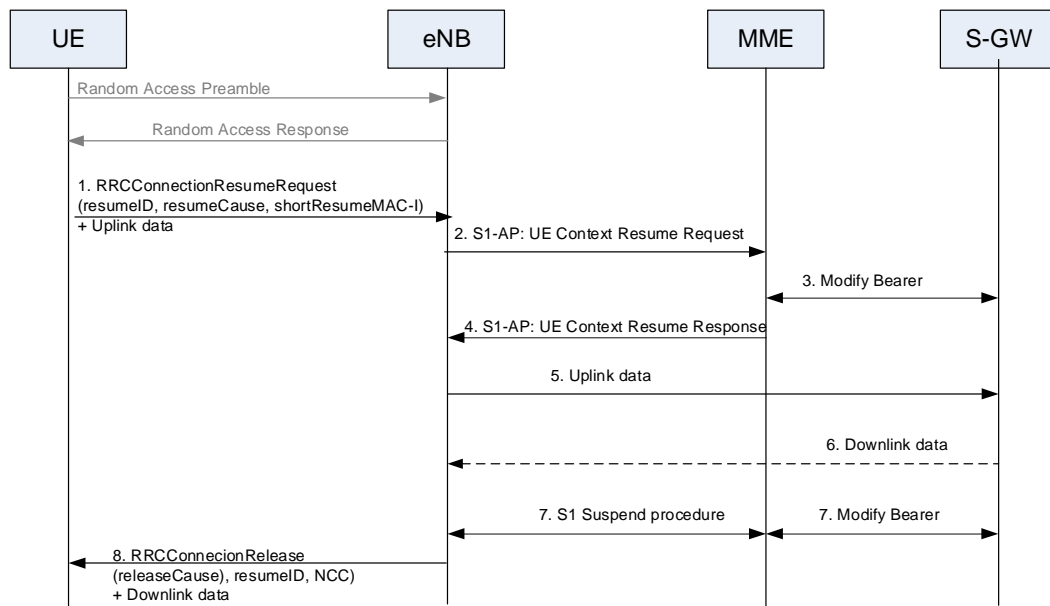 UE
eNB
MME
S-GW
Random Access Preamble
Random Access Response
1. RRCConnectionResumeRequest
(resumeID, resumeCause, shortResumeMAC-I)
+ Uplink data
2. S1-AP: UE Context Resume Request
3. Modify Bearer
4. S1-AP: UE Context Resume Response
5. Uplink data
6. Downlink data
7. S1 Suspend procedure
7. Modify Bearer
8. RRCConnecionRelease
(releaseCause), resumeID, NCC)
+ Downlink data